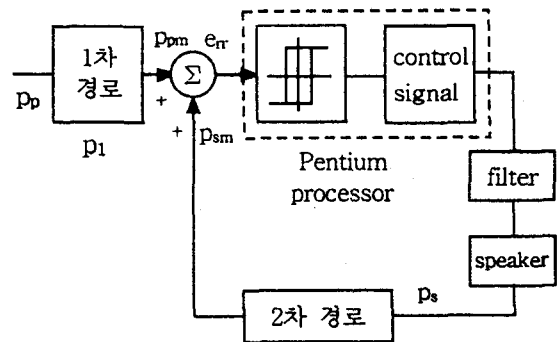 1차
경로
p_p
p_1
p_pm
e_rr
Σ
+
+
p_sm
control
signal
Pentium
processor
filter
speaker
p_s
2차 경로